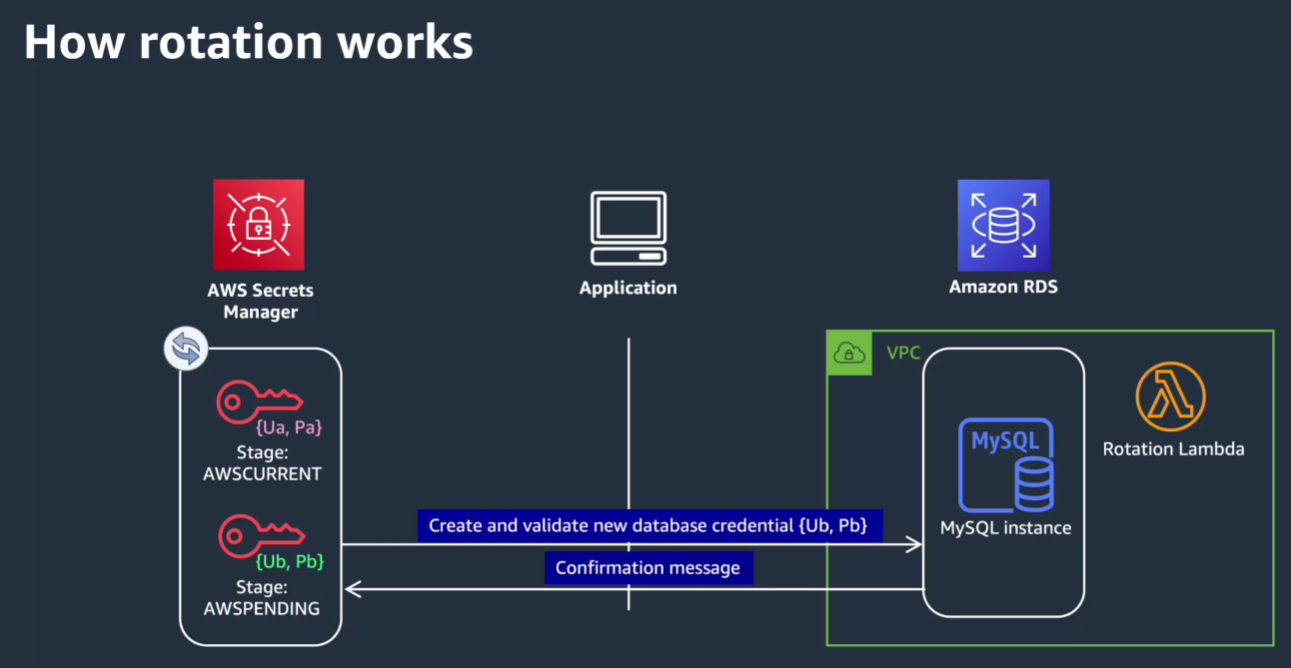 How rotation works
AWS Secrets
Manager
Application
Amazon RDS
VPC
{Ua, Pa}
Stage:
AWSCURRENT
MySQL
Rotation Lambda
Create and validate new database credential {Ub, Pb}
MySQL instance
{Ub, Pb}
Confirmation message
Stage:
AWSPENDING